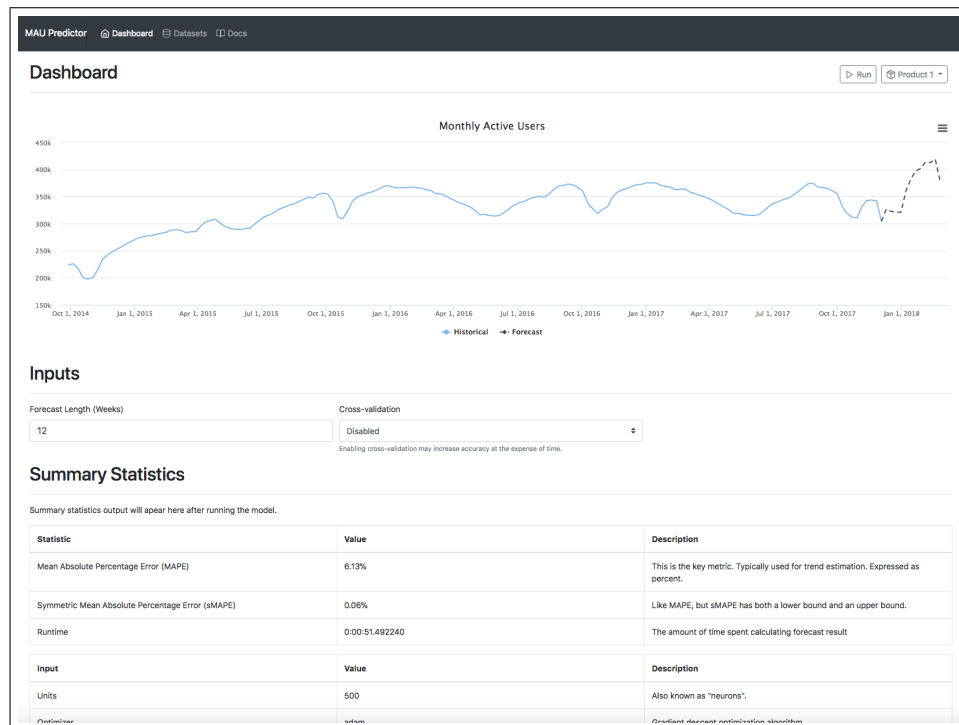 MAU Predictor Dashboard Datasets Docs
Dashboard
Run Product 1
Monthly Active Users
450k
400k
350k
300k
250k
200k
150k
Oct 1, 2014 Jan 1, 2015 Apr 1, 2015 Jul 1, 2015 Oct 1, 2015 Jan 1, 2016 Apr 1, 2016 Jul 1, 2016 Oct 1, 2016 Jan 1, 2017 Apr 1, 2017 Jul 1, 2017 Oct 1, 2017 Jan 1, 2018
Historical Forecast
Inputs
Forecast Length (Weeks) Cross-validation
12 Disabled
Enabling cross-validation may increase accuracy at the expense of time.
Summary Statistics
Summary statistics output will apear here after running the model.
Statistic Value Description
Mean Absolute Percentage Error (MAPE) 6.13% This is the key metric. Typically used for trend estimation. Expressed as
percent.
Symmetric Mean Absolute Percentage Error (sMAPE) 0.06% Like MAPE, but sMAPE has both a lower bound and an upper bound.
Runtime 0:00:51.492240 The amount of time spent calculating forecast result
Input Value Description
Units 500 Also known as "neurons".
Optimizer adam Gradient descent optimization algorithm